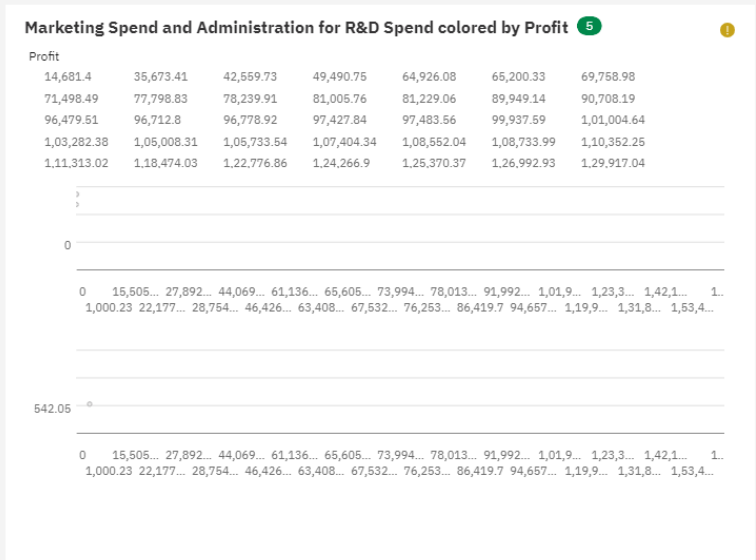 Marketing Spend and Administration for R&D Spend colored by Profit 5
!
Profit
14,681.4 35,673.41 42,559.73 49,490.75 64,926.08 65,200.33 69,758.98
71,498.49 77,798.83 78,239.91 81,005.76 81,229.06 89,949.14 90,708.19
96,479.51 96,712.8 96,778.92 97,427.84 97,483.56 99,937.59 1,01,004.64
1,03,282.38 1,05,008.31 1,05,733.54 1,07,404.34 1,08,552.04 1,08,733.99 1,10,352.25
1,11,313.02 1,18,474.03 1,22,776.86 1,24,266.9 1,25,370.37 1,26,992.93 1,29,917.04
0
0 15,505... 27,892... 44,069... 61,136... 65,605... 73,994... 78,013... 91,992... 1,01,9... 1,23,3... 1,42,1... 1..
1,000.23 22,177... 28,754... 46,426... 63,408... 67,532... 76,253... 86,419.7 94,657... 1,19,9... 1,31,8... 1,53,4...
542.05
0 15,505... 27,892... 44,069... 61,136... 65,605... 73,994... 78,013... 91,992... 1,01,9... 1,23,3... 1,42,1... 1..
1,000.23 22,177... 28,754... 46,426... 63,408... 67,532... 76,253... 86,419.7 94,657... 1,19,9... 1,31,8... 1,53,4...